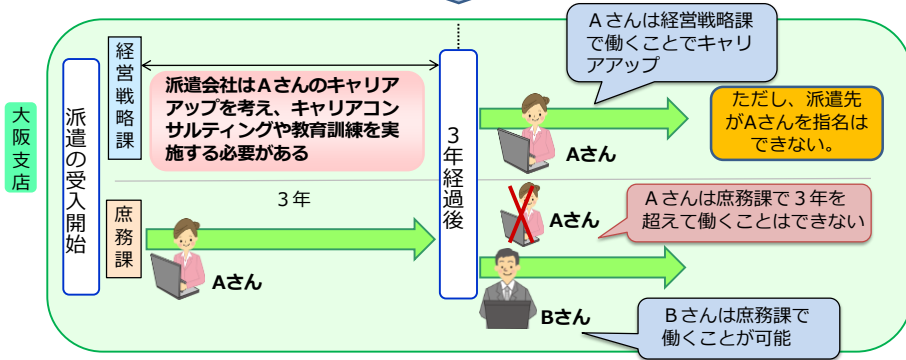 大阪支店
派遣の受入開始
経営戦略課
派遣会社はAさんのキャリア
アップを考え、キャリアコン
サルティングや教育訓練を実
施する必要がある
3年
庶務課
Aさん
3年経過後
Aさんは経営戦略課
で働くことでキャリ
アアップ
Aさん
ただし、派遣先
がAさんを指名は
できない。
Aさん
Aさんは庶務課で3年を
超えて働くことはできない
Bさん
Bさんは庶務課で
働くことが可能